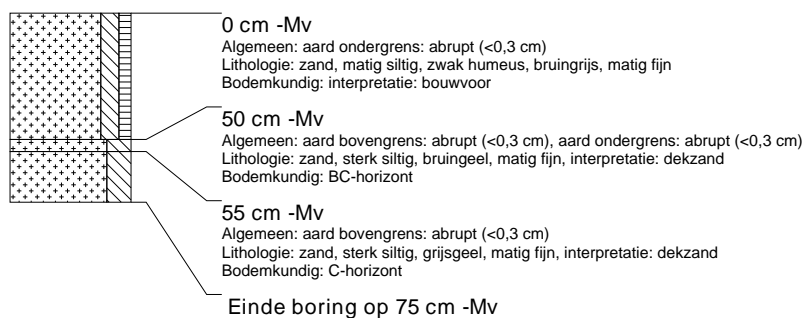 0 cm -Mv
Algemeen: aard ondergrens: abrupt (<0,3 cm)
Lithologie: zand, matig siltig, zwak humeus, bruingrijs, matig fijn
Bodemkundig: interpretatie: bouwvoor
50 cm -Mv
Algemeen: aard bovengrens: abrupt (<0,3 cm), aard ondergrens: abrupt (<0,3 cm)
Lithologie: zand, sterk siltig, bruingeel, matig fijn, interpretatie: dekzand
Bodemkundig: BC-horizont
55 cm -Mv
Algemeen: aard bovengrens: abrupt (<0,3 cm)
Lithologie: zand, sterk siltig, grijsgeel, matig fijn, interpretatie: dekzand
Bodemkundig: C-horizont
Einde boring op 75 cm -Mv